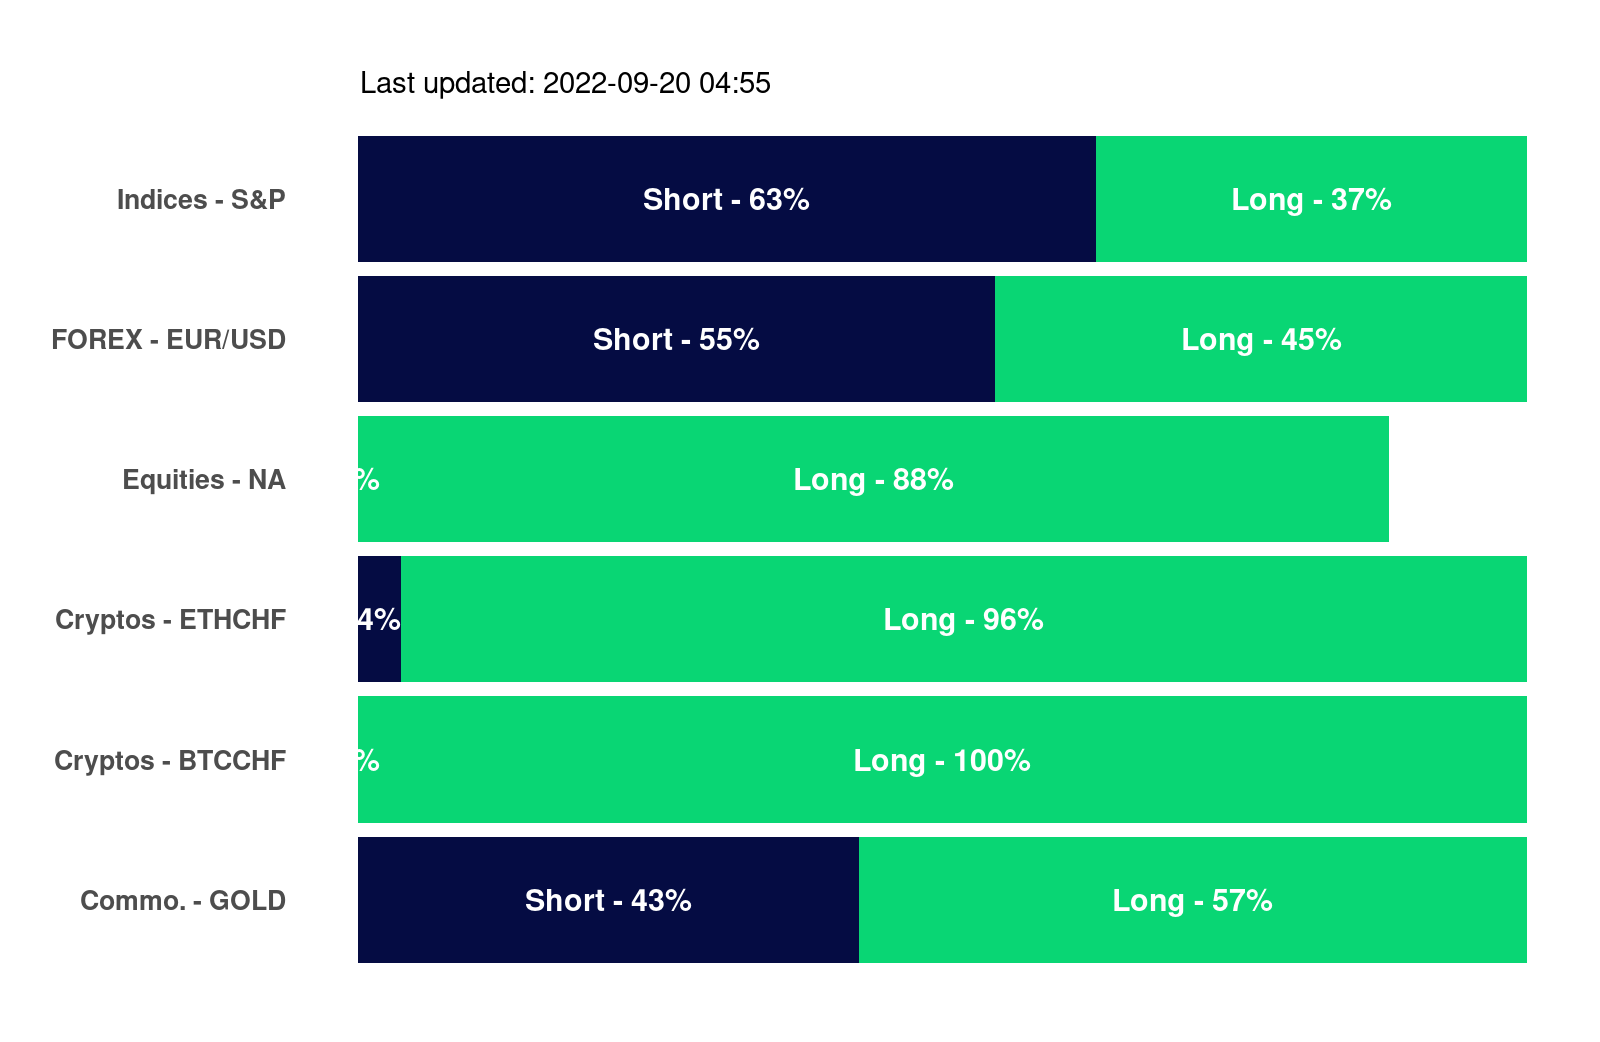 Last updated: 2022-09-20 04:55
Indices - S&P Short - 63% Long - 37%
FOREX - EUR/USD Short - 55% Long - 45%
Equities - NA % Long - 88%
Cryptos - ETHCHF 4% Long - 96%
Cryptos - BTCCHF % Long - 100%
Commo. - GOLD Short - 43% Long - 57%